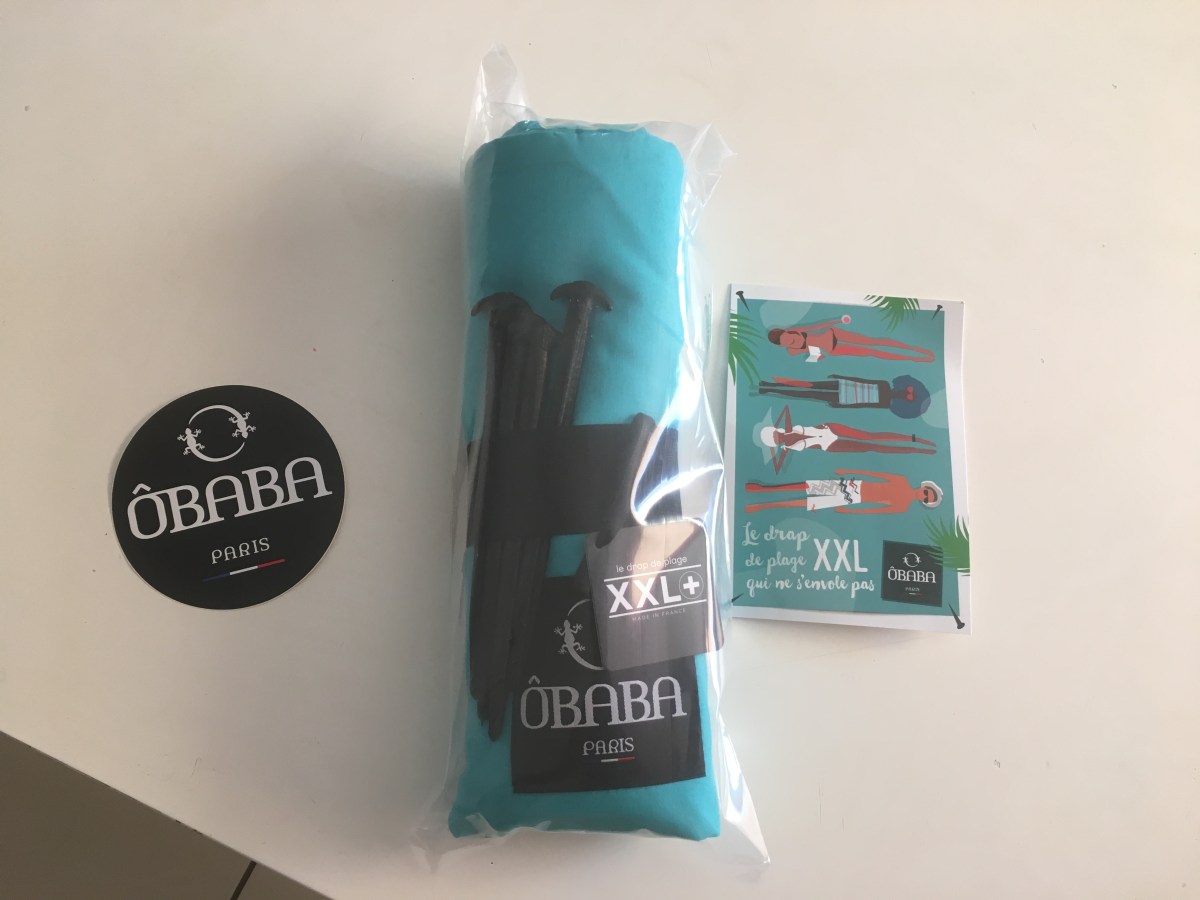 ÔBABA
PARIS
le drap de plage
XXL+
MADE IN FRANCE
ÔBABA
PARIS
Le drap
de plage XXL
qui ne s'envole pas
ÔBABA
PARIS